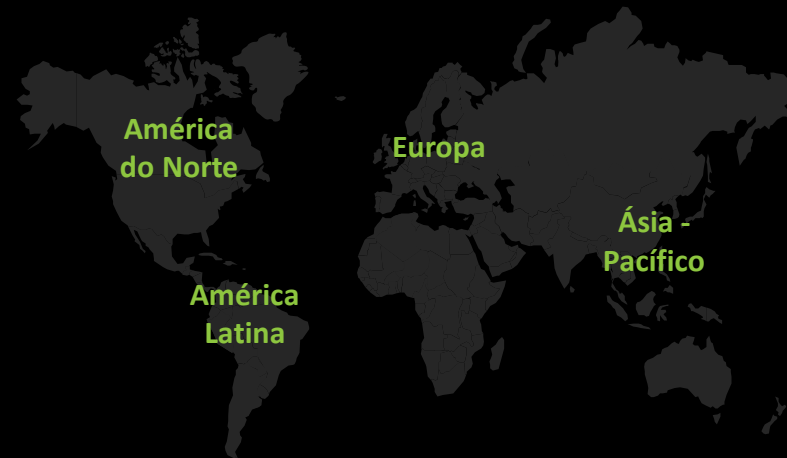 América
do Norte
Europa
Ásia -
Pacífico
América
Latina